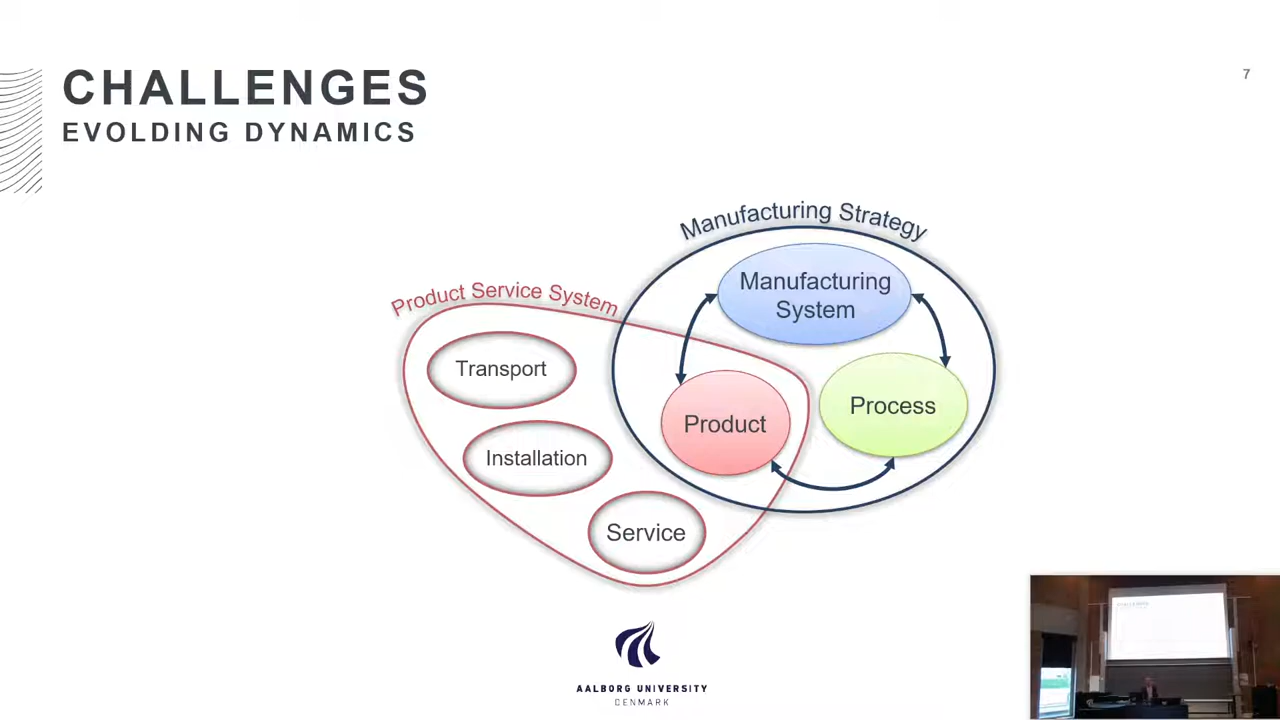 CHALLENGES
EVOLDING DYNAMICS
7
Manufacturing Strategy
Manufacturing
System
Product Service System
Transport
Process
Product
Installation
Service
AALBORG UNIVERSITY
DENMARK